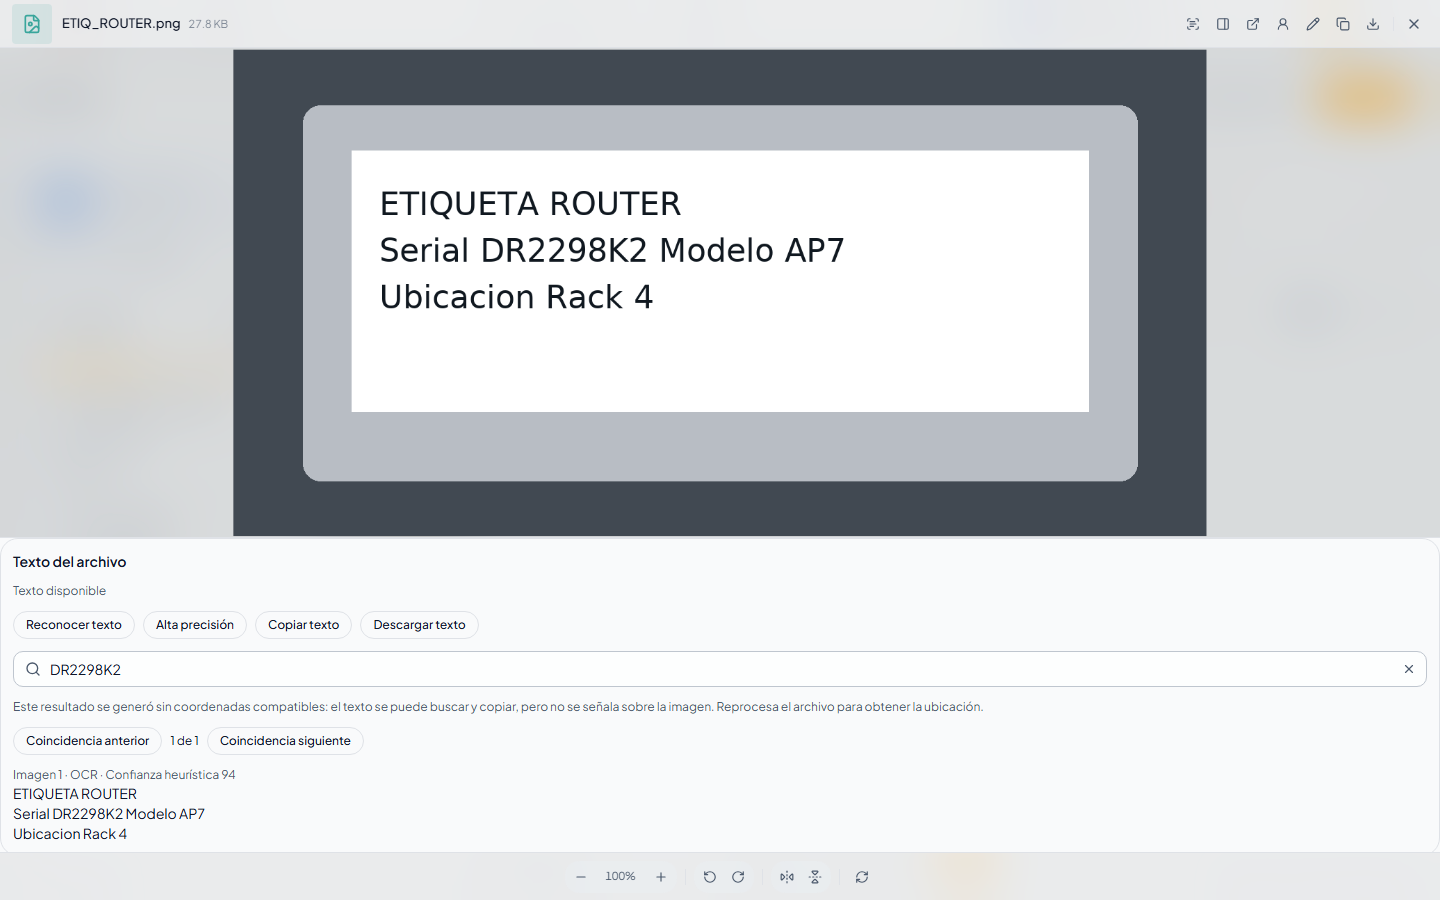 ETIQ_ROUTER.png 27.8 KB
ETIQUETA ROUTER
Serial DR2298K2 Modelo AP7
Ubicacion Rack 4
Texto del archivo
Texto disponible
Reconocer texto Alta precisión Copiar texto Descargar texto
DR2298K2
Este resultado se generó sin coordenadas compatibles: el texto se puede buscar y copiar, pero no se señala sobre la imagen. Reprocesa el archivo para obtener la ubicación.
Coincidencia anterior 1 de 1 Coincidencia siguiente
Imagen 1 · OCR · Confianza heurística 94
ETIQUETA ROUTER
Serial DR2298K2 Modelo AP7
Ubicacion Rack 4
100%